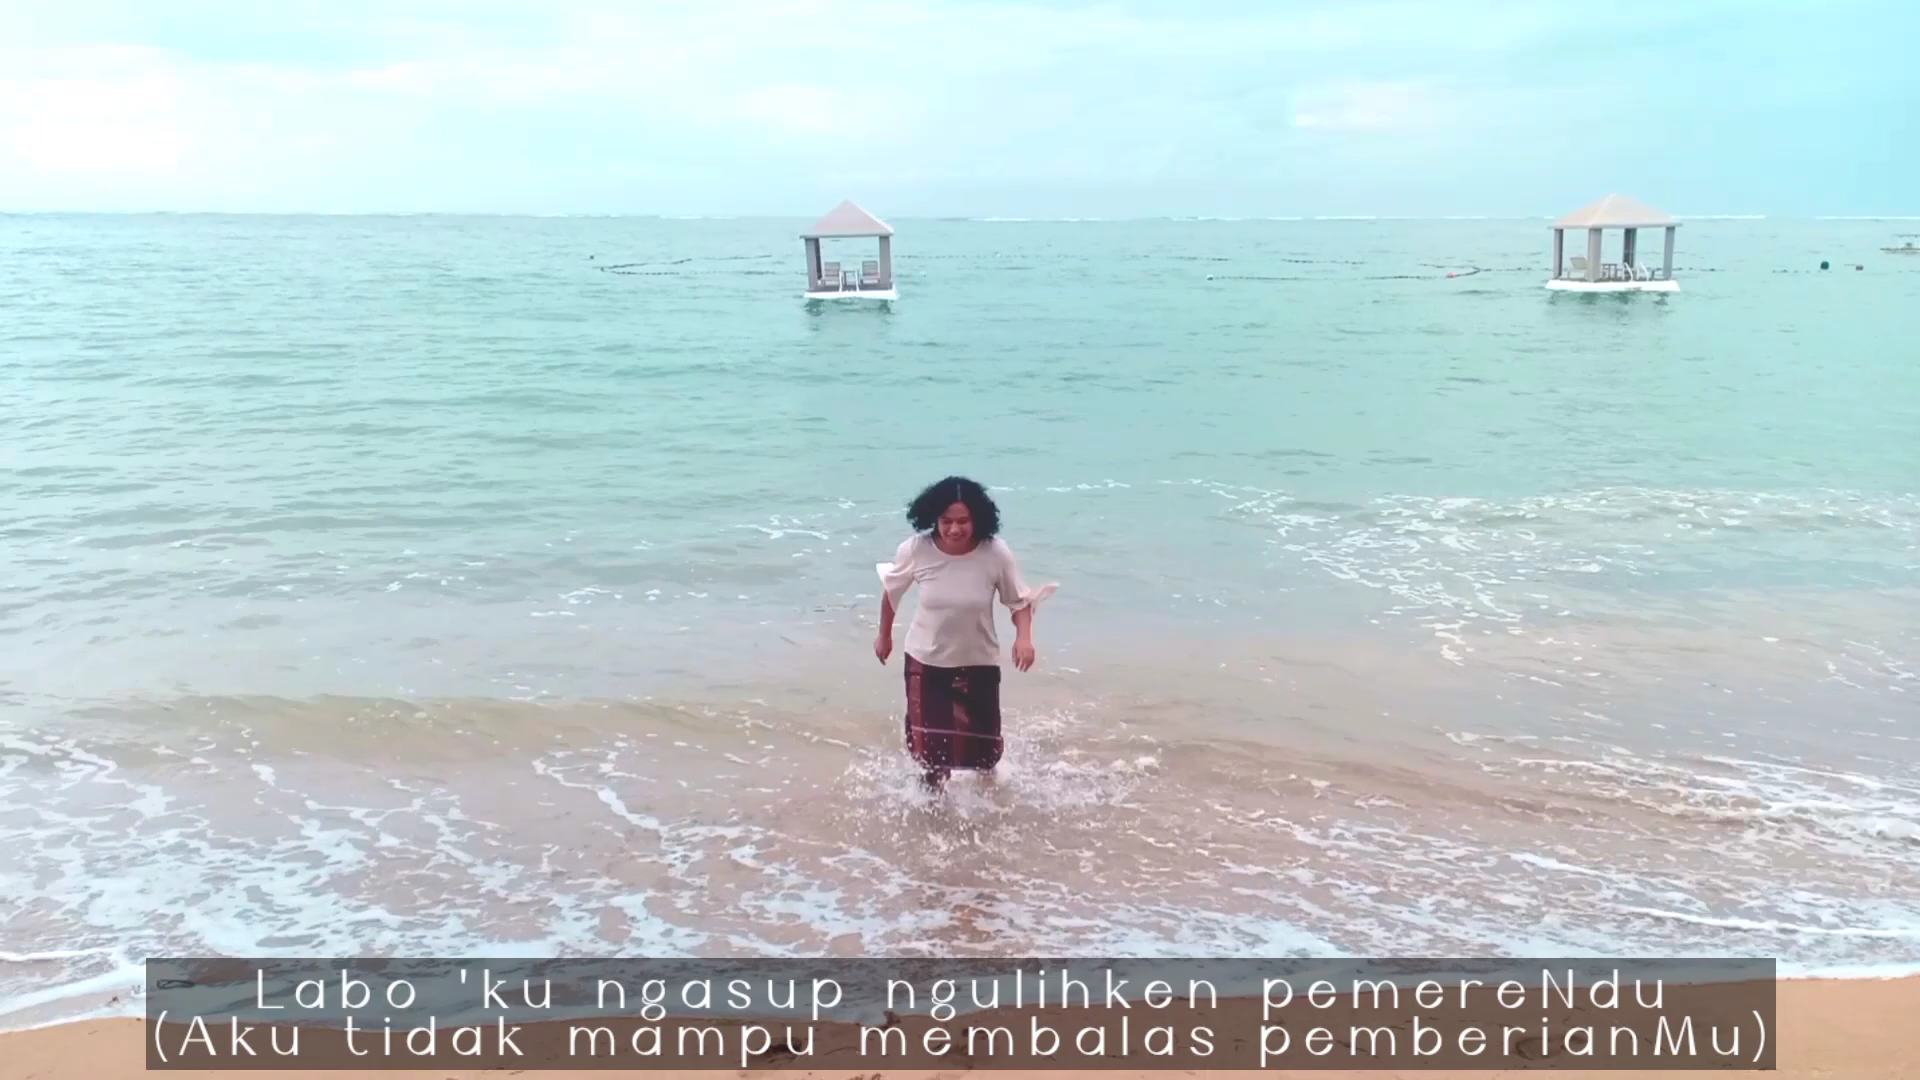 Labo 'ku ngasup ngulihken pemereNdu
(Aku tidak mampu membalas pemberianMu)